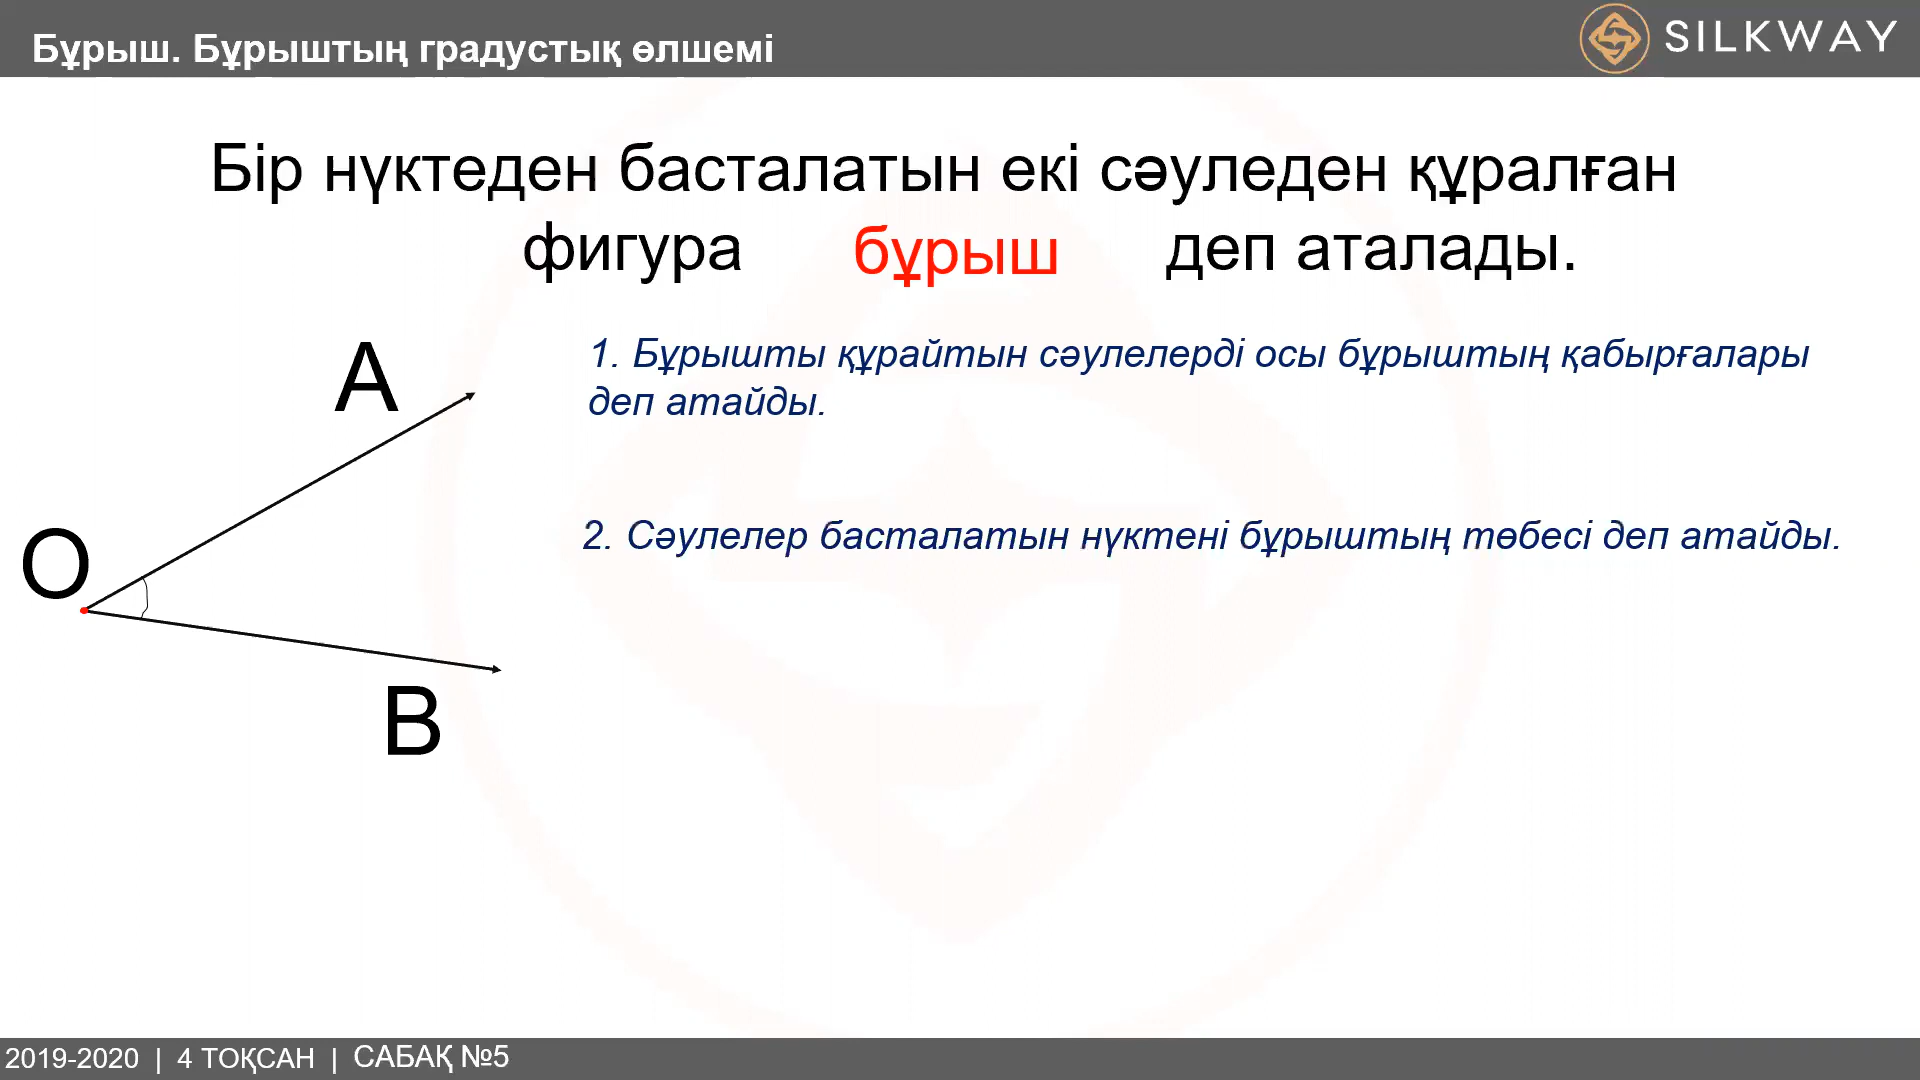 Бұрыш. Бұрыштың градустық өлшемі
SILKWAY
Бір нүктеден басталатын екі сәуледен құралған
фигура бұрыш деп аталады.
A
O
B
1. Бұрышты құрайтын сәулелерді осы бұрыштың қабырғалары
деп атайды.
2. Сәулелер басталатын нүктені бұрыштың төбесі деп атайды.
2019-2020 | 4 ТОҚСАН | САБАҚ №5